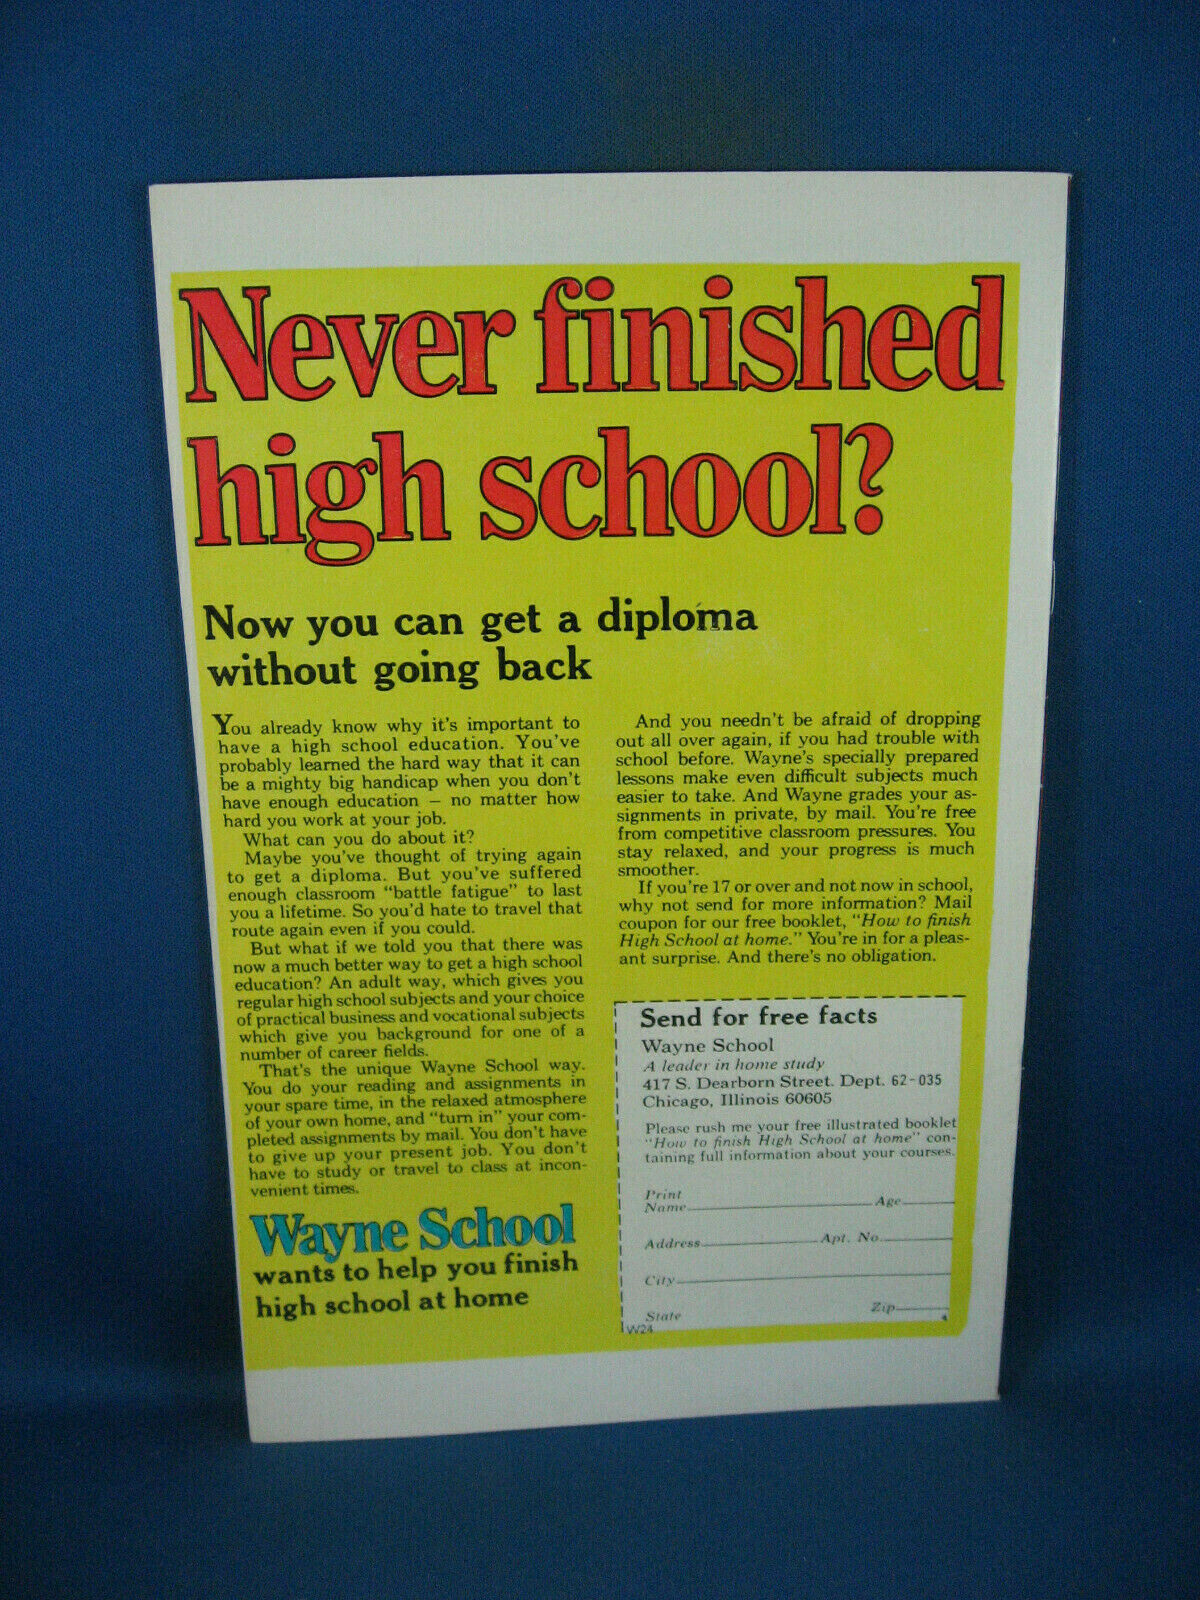 Never finished
high school?
Now you can get a diploma
without going back
You already know why it's important to
have a high school education. You've
probably learned the hard way that it can
be a mighty big handicap when you don't
have enough education — no matter how
hard you work at your job.
What can you do about it?
Maybe you've thought of trying again
to get a diploma. But you've suffered
enough classroom "battle fatigue" to last
you a lifetime. So you'd hate to travel that
route again even if you could.
But what if we told you that there was
now a much better way to get a high school
education? An adult way, which gives you
regular high school subjects and your choice
of practical business and vocational subjects
which give you background for one of a
number of career fields.
That's the unique Wayne School way.
You do your reading and assignments in
your spare time, in the relaxed atmosphere
of your own home, and "turn in" your com-
pleted assignments by mail. You don't have
to give up your present job. You don't
have to study or travel to class at incon-
venient times.
Wayne School
wants to help you finish
high school at home
And you needn't be afraid of dropping
out all over again, if you had trouble with
school before. Wayne's specially prepared
lessons make even difficult subjects much
easier to take. And Wayne grades your as-
signments in private, by mail. You're free
from competitive classroom pressures. You
stay relaxed, and your progress is much
smoother.
If you're 17 or over and not now in school,
why not send for more information? Mail
coupon for our free booklet, "How to finish
High School at home." You're in for a pleas-
ant surprise. And there's no obligation.
Send for free facts
Wayne School
A leader in home study
417 S. Dearborn Street. Dept. 62-035
Chicago, Illinois 60605
Please rush me your free illustrated booklet
"How to finish High School at home" con-
taining full information about your courses.
Print
Name Age
Address Apt. No.
City
State Zip
W24